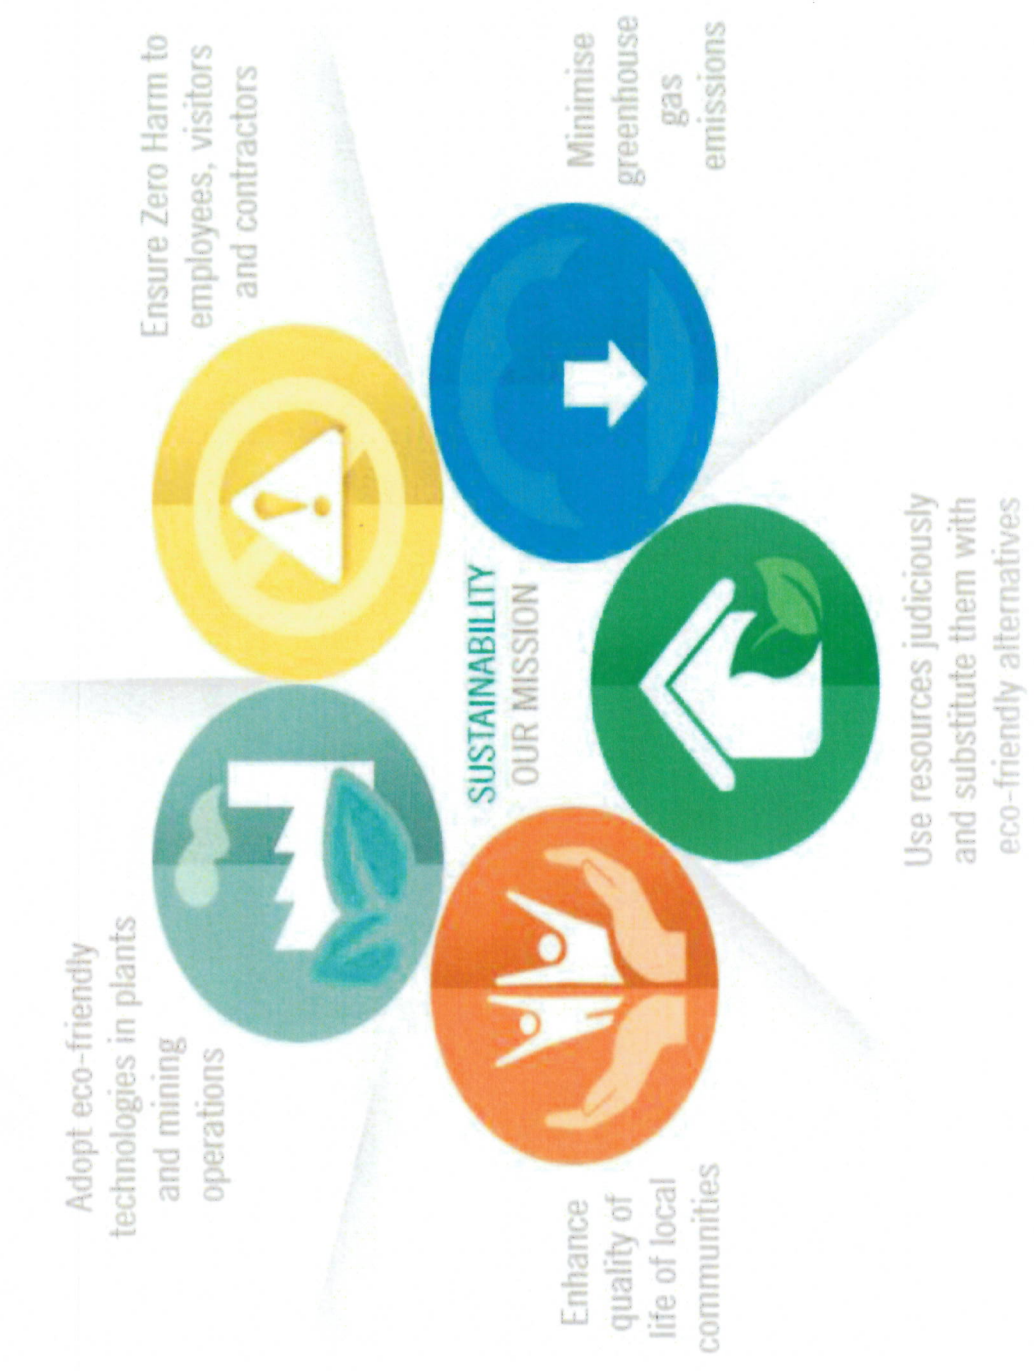 Adopt eco-friendly
technologies in plants
and mining
operations
Ensure Zero Harm to
employees, visitors
and contractors
SUSTAINABILITY
OUR MISSION
Enhance
quality of
life of local
communities
Minimise
greenhouse
gas
emissions
Use resources judiciously
and substitute them with
eco-friendly alternatives